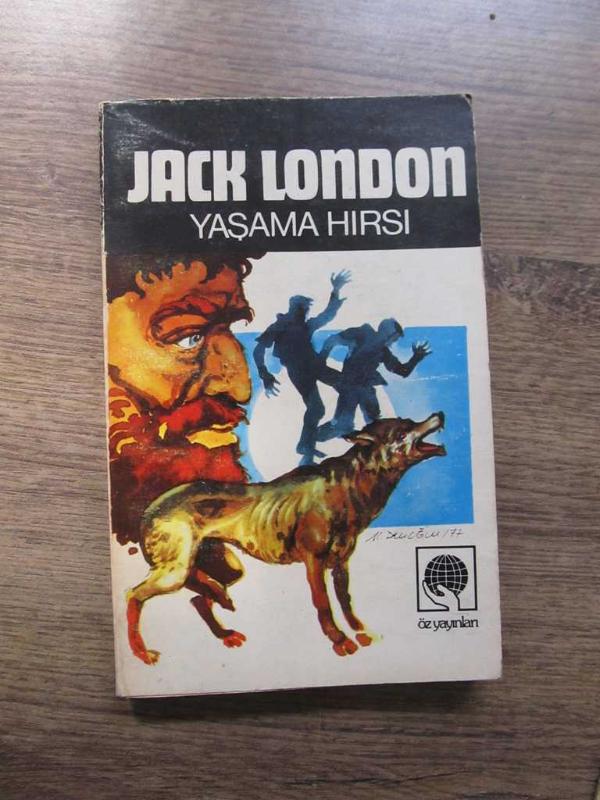 JACK LONDON
YAŞAMA HIRSI
öz yayınları